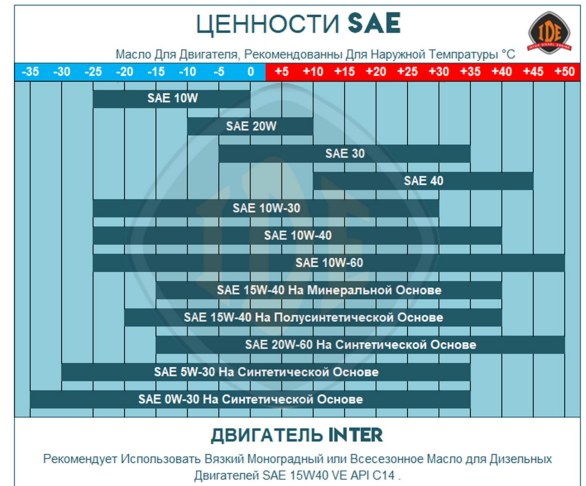 ЦЕННОСТИ SAE
IDE
Масло Для Двигателя, Рекомендованны Для Наружной Температуры °C
-35 -30 -25 -20 -15 -10 -5 0 +5 +10 +15 +20 +25 +30 +35 +40 +45 +50
SAE 10W
SAE 20W
SAE 30
SAE 40
SAE 10W-30
SAE 10W-40
SAE 10W-60
SAE 15W-40 На Минеральной Основе
SAE 15W-40 На Полусинтетической Основе
SAE 20W-60 На Синтетической Основе
SAE 5W-30 На Синтетической Основе
SAE 0W-30 На Синтетической Основе
IDE
ДВИГАТЕЛЬ INTER
Рекомендует Использовать Вязкий Моноградный или Всесезонное Масло для Дизельных
Двигателей SAE 15W40 VE API C14 .